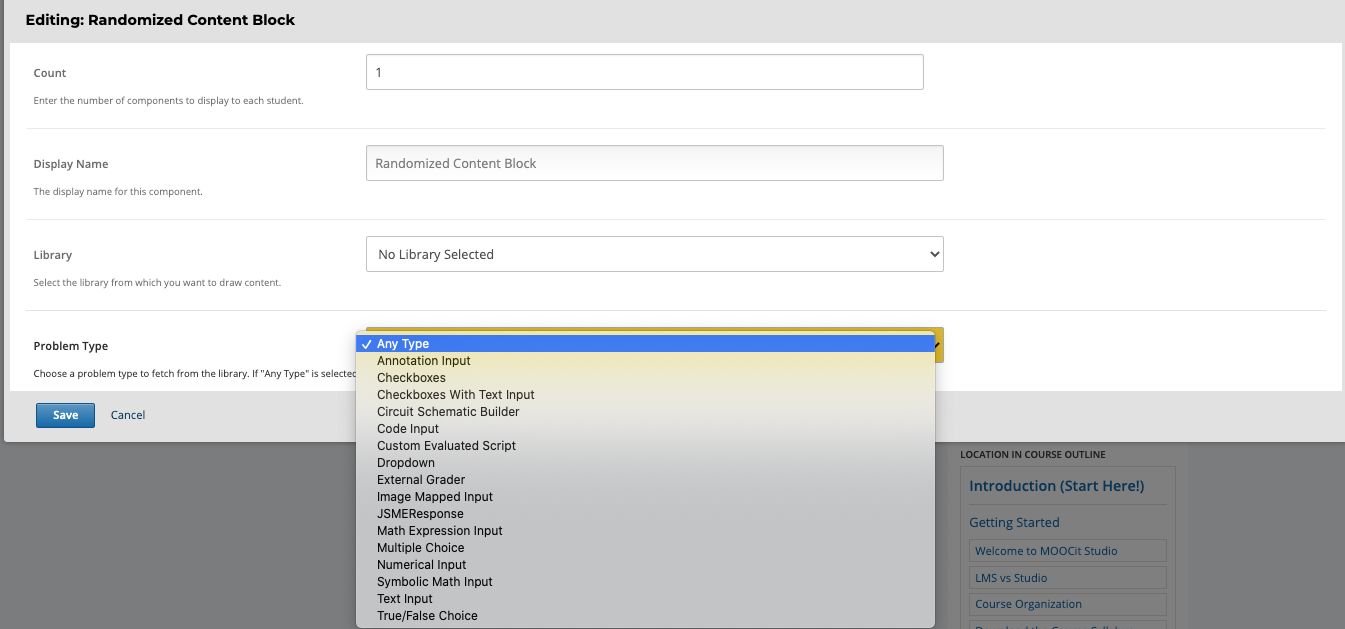 Editing: Randomized Content Block
Count
1
Enter the number of components to display to each student.
Display Name
Randomized Content Block
The display name for this component.
Library
No Library Selected
Select the library from which you want to draw content.
Problem Type
Choose a problem type to fetch from the library. If "Any Type" is selected
Any Type
Annotation Input
Checkboxes
Checkboxes With Text Input
Circuit Schematic Builder
Code Input
Custom Evaluated Script
Dropdown
External Grader
Image Mapped Input
JSMEResponse
Math Expression Input
Multiple Choice
Numerical Input
Symbolic Math Input
Text Input
True/False Choice
Save
Cancel
LOCATION IN COURSE OUTLINE
Introduction (Start Here!)
Getting Started
Welcome to MOOCit Studio
LMS vs Studio
Course Organization